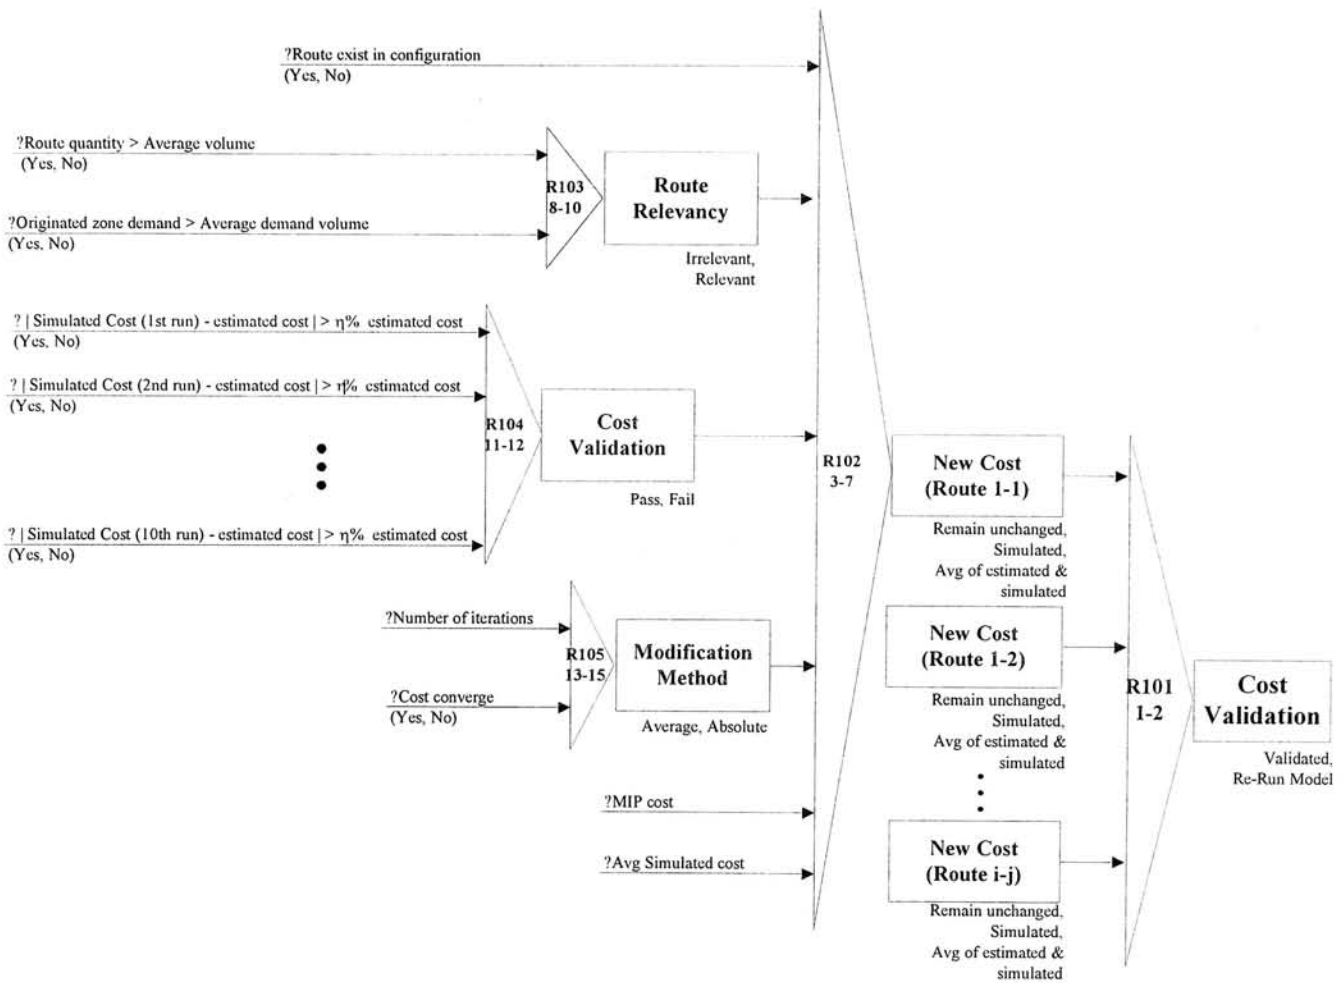 ?Route exist in configuration
(Yes, No)
?Route quantity > Average volume
(Yes, No)
R103
8-10
Route
Relevancy
?Originated zone demand > Average demand volume
(Yes, No)
Irrelevant,
Relevant
? | Simulated Cost (1st run) - estimated cost | > η% estimated cost
(Yes, No)
? | Simulated Cost (2nd run) - estimated cost | > η% estimated cost
(Yes, No)
R104
11-12
Cost
Validation
Pass, Fail
? | Simulated Cost (10th run) - estimated cost | > η% estimated cost
(Yes, No)
?Number of iterations
R105
13-15
Modification
Method
?Cost converge
(Yes, No)
Average, Absolute
?MIP cost
?Avg Simulated cost
R102
3-7
New Cost
(Route 1-1)
Remain unchanged,
Simulated,
Avg of estimated &
simulated
New Cost
(Route 1-2)
Remain unchanged,
Simulated,
Avg of estimated &
simulated
New Cost
(Route i-j)
Remain unchanged,
Simulated,
Avg of estimated &
simulated
R101
1-2
Cost
Validation
Validated,
Re-Run Model